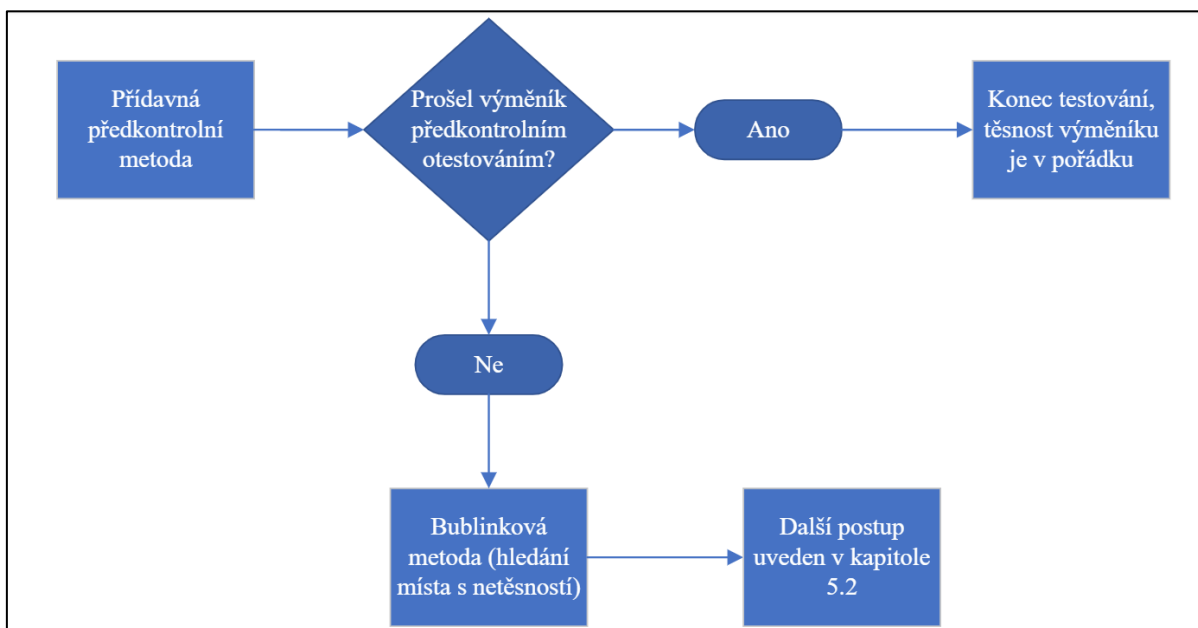 Přídavná
předkontrolní
metoda
Prošel výměník
předkontrolním
otestováním?
Ano
Konec testování,
těsnost výměníku
je v pořádku
Ne
Bublinková
metoda (hledání
místa s netěsností)
Další postup
uveden v kapitole
5.2